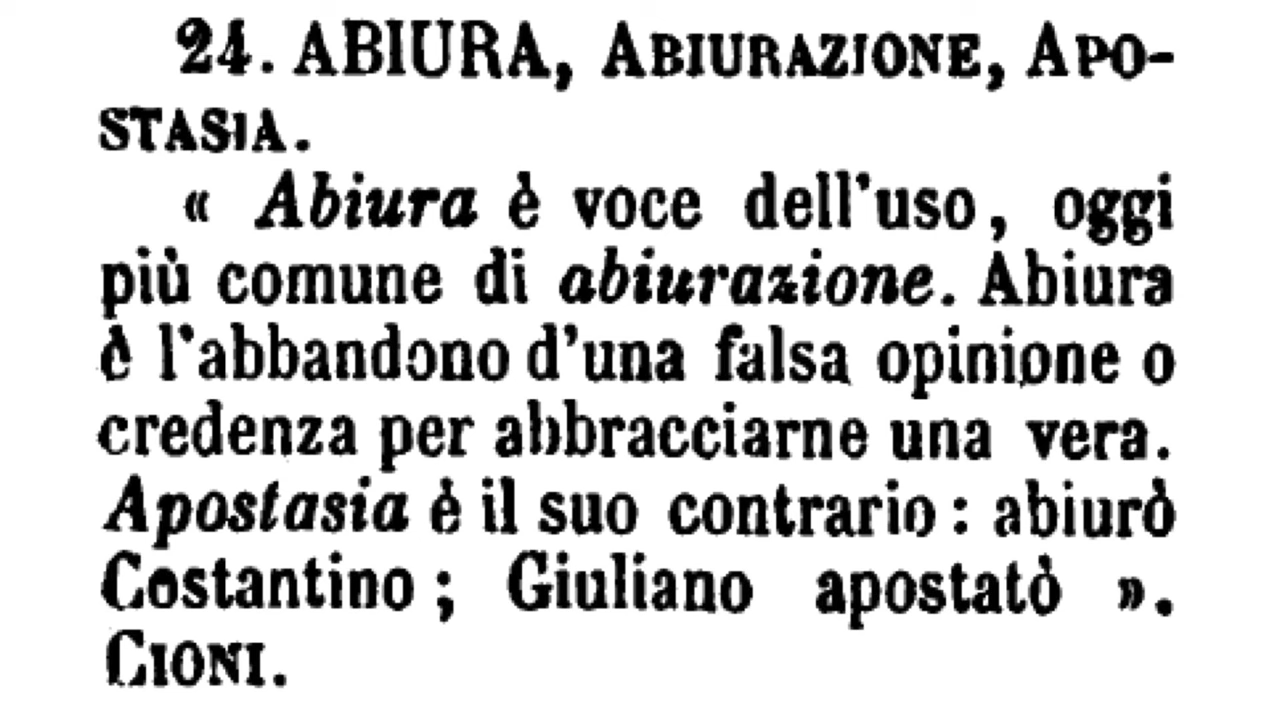 24. ABIURA, ABIURAZIONE, APO-
STASIA.
« Abiura è voce dell'uso, oggi
più comune di abiurazione. Abiura
è l'abbandono d'una falsa opinione o
credenza per abbracciarne una vera.
Apostasia è il suo contrario : abiurò
Costantino ; Giuliano apostatò ».
CIONI.